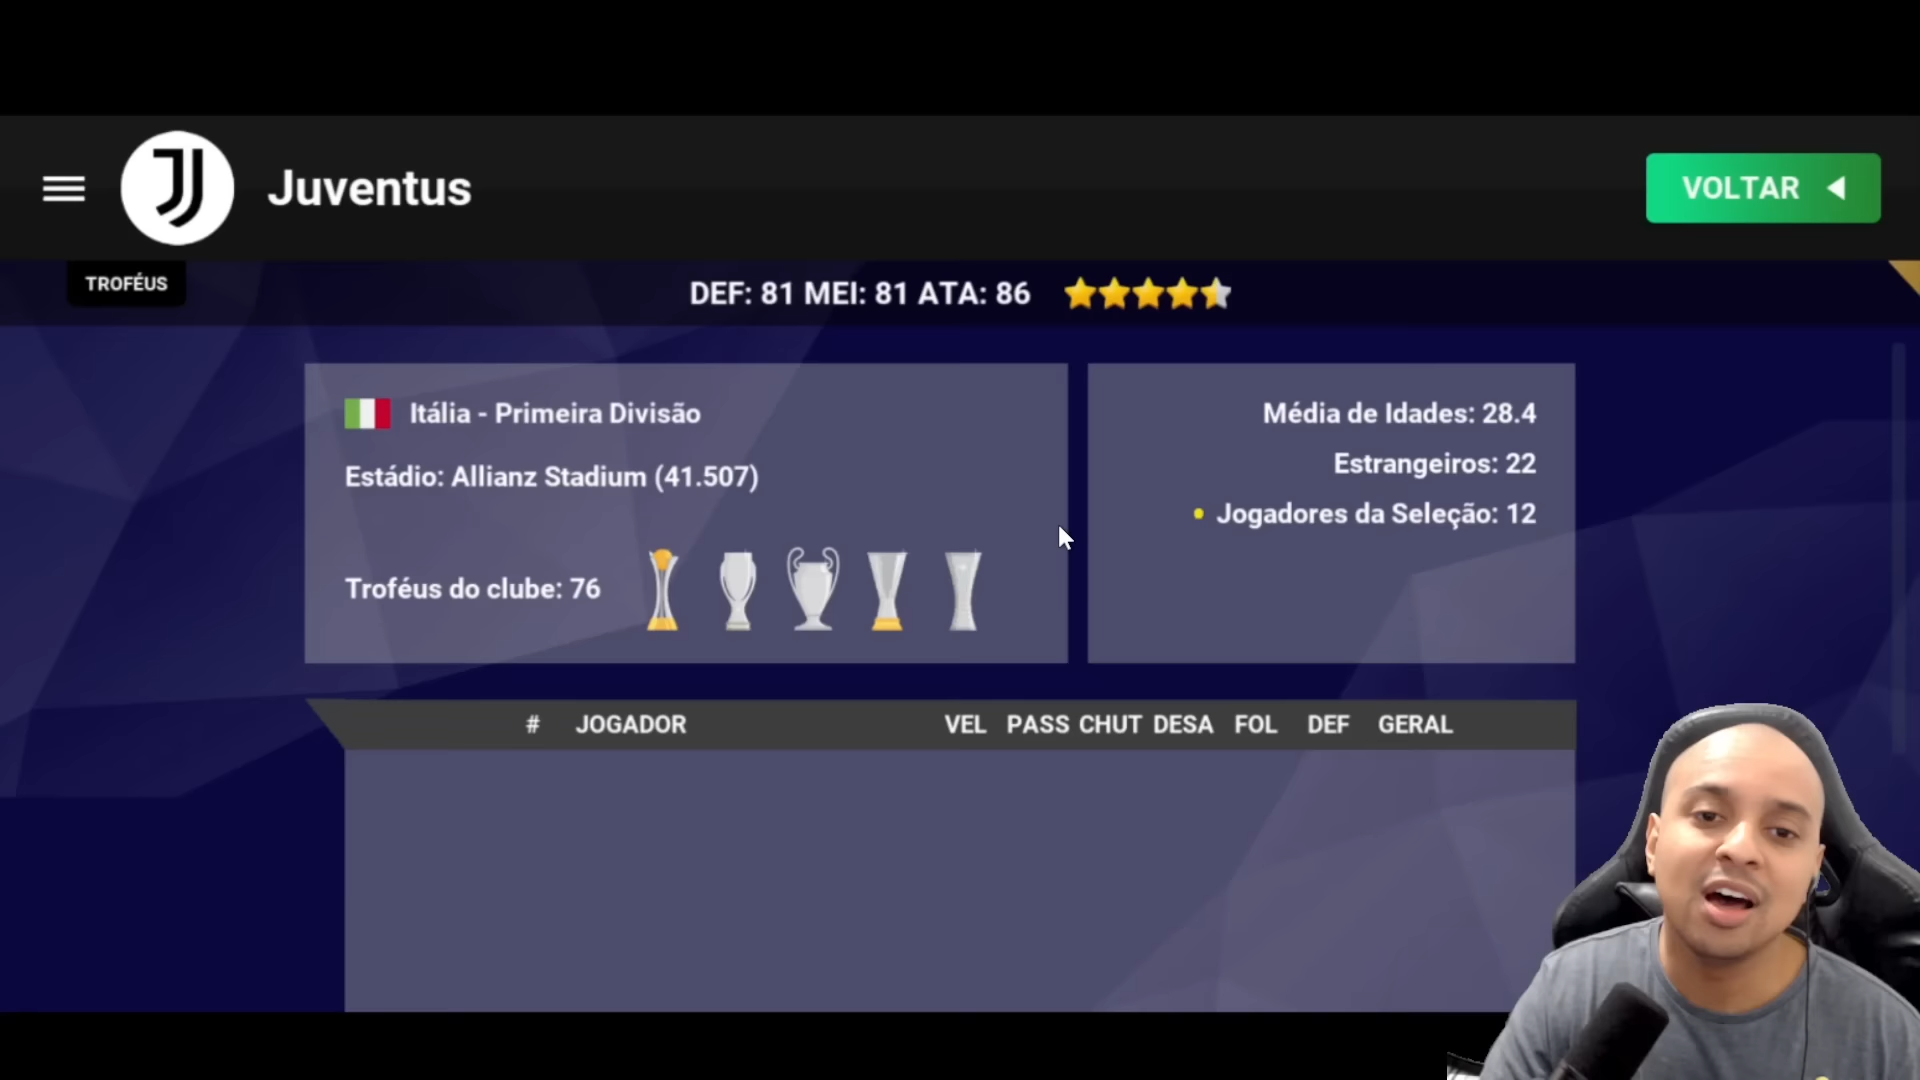 Juventus
VOLTAR
TROFÉUS
DEF: 81 MEI: 81 ATA: 86
Itália - Primeira Divisão
Estádio: Allianz Stadium (41.507)
Troféus do clube: 76
Média de Idades: 28.4
Estrangeiros: 22
Jogadores da Seleção: 12
# JOGADOR VEL PASS CHUT DESA FOL DEF GERAL